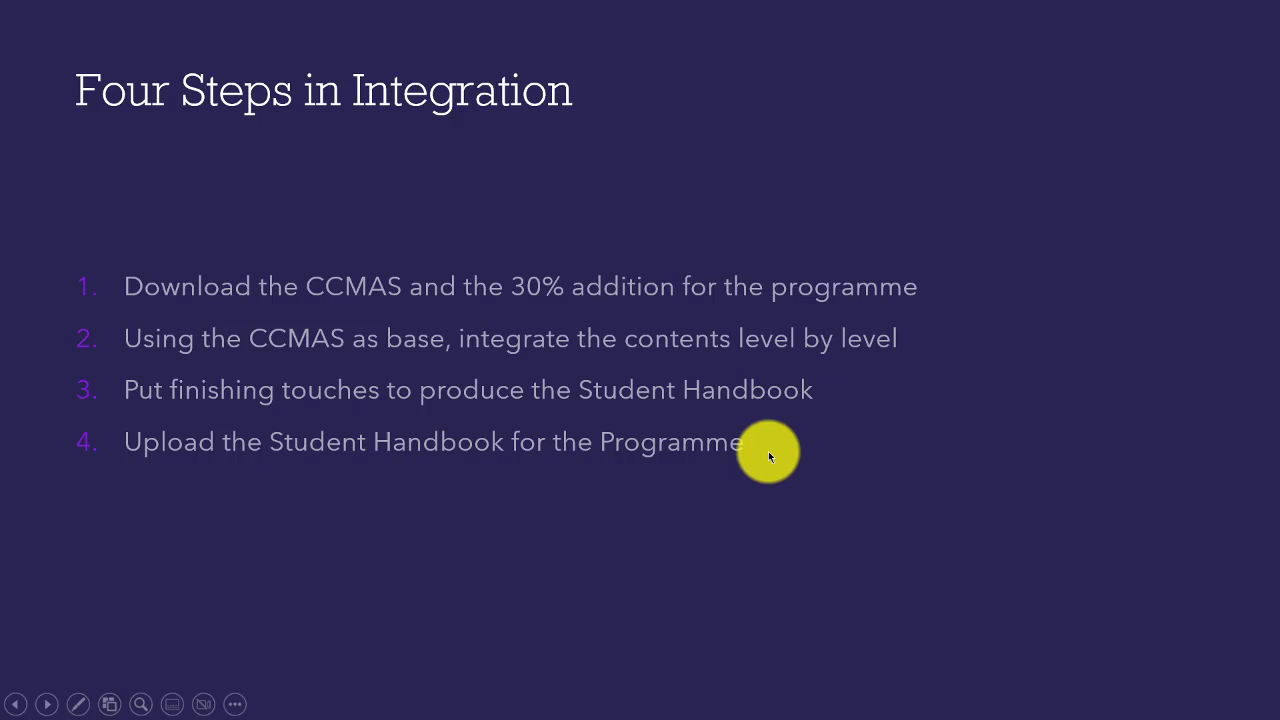 Four Steps in Integration
1. Download the CCMAS and the 30% addition for the programme
2. Using the CCMAS as base, integrate the contents level by level
3. Put finishing touches to produce the Student Handbook
4. Upload the Student Handbook for the Programme